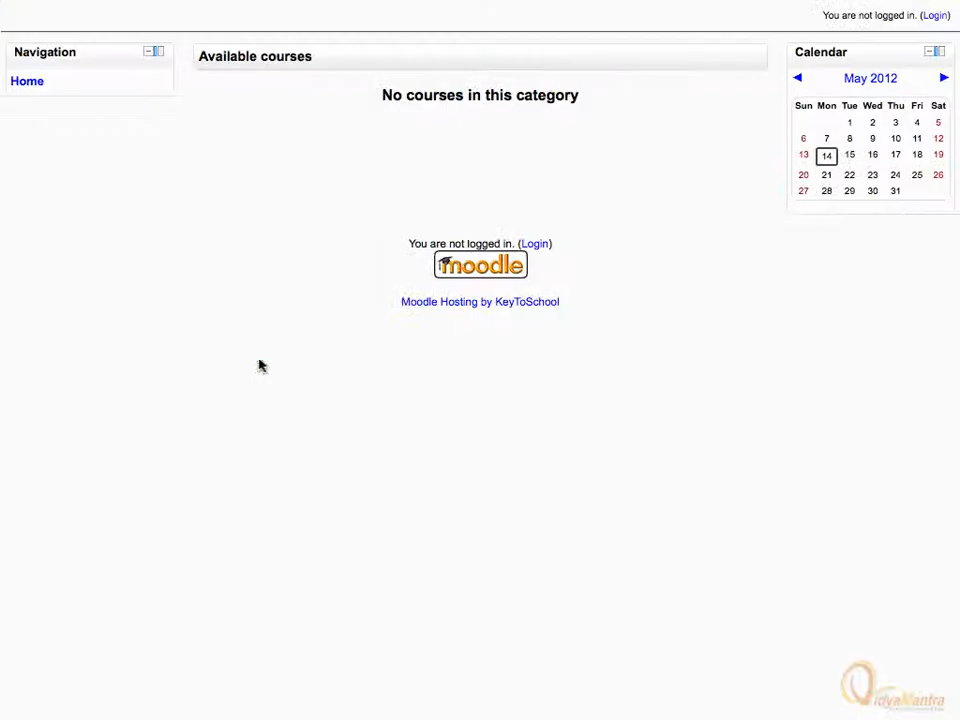 You are not logged in. (Login)
Navigation
Home
Available courses
No courses in this category
You are not logged in. (Login)
moodle
Moodle Hosting by KeyToSchool
Calendar
◄ May 2012 ►
Sun Mon Tue Wed Thu Fri Sat
1 2 3 4 5
6 7 8 9 10 11 12
13 14 15 16 17 18 19
20 21 22 23 24 25 26
27 28 29 30 31
VidyaMantra